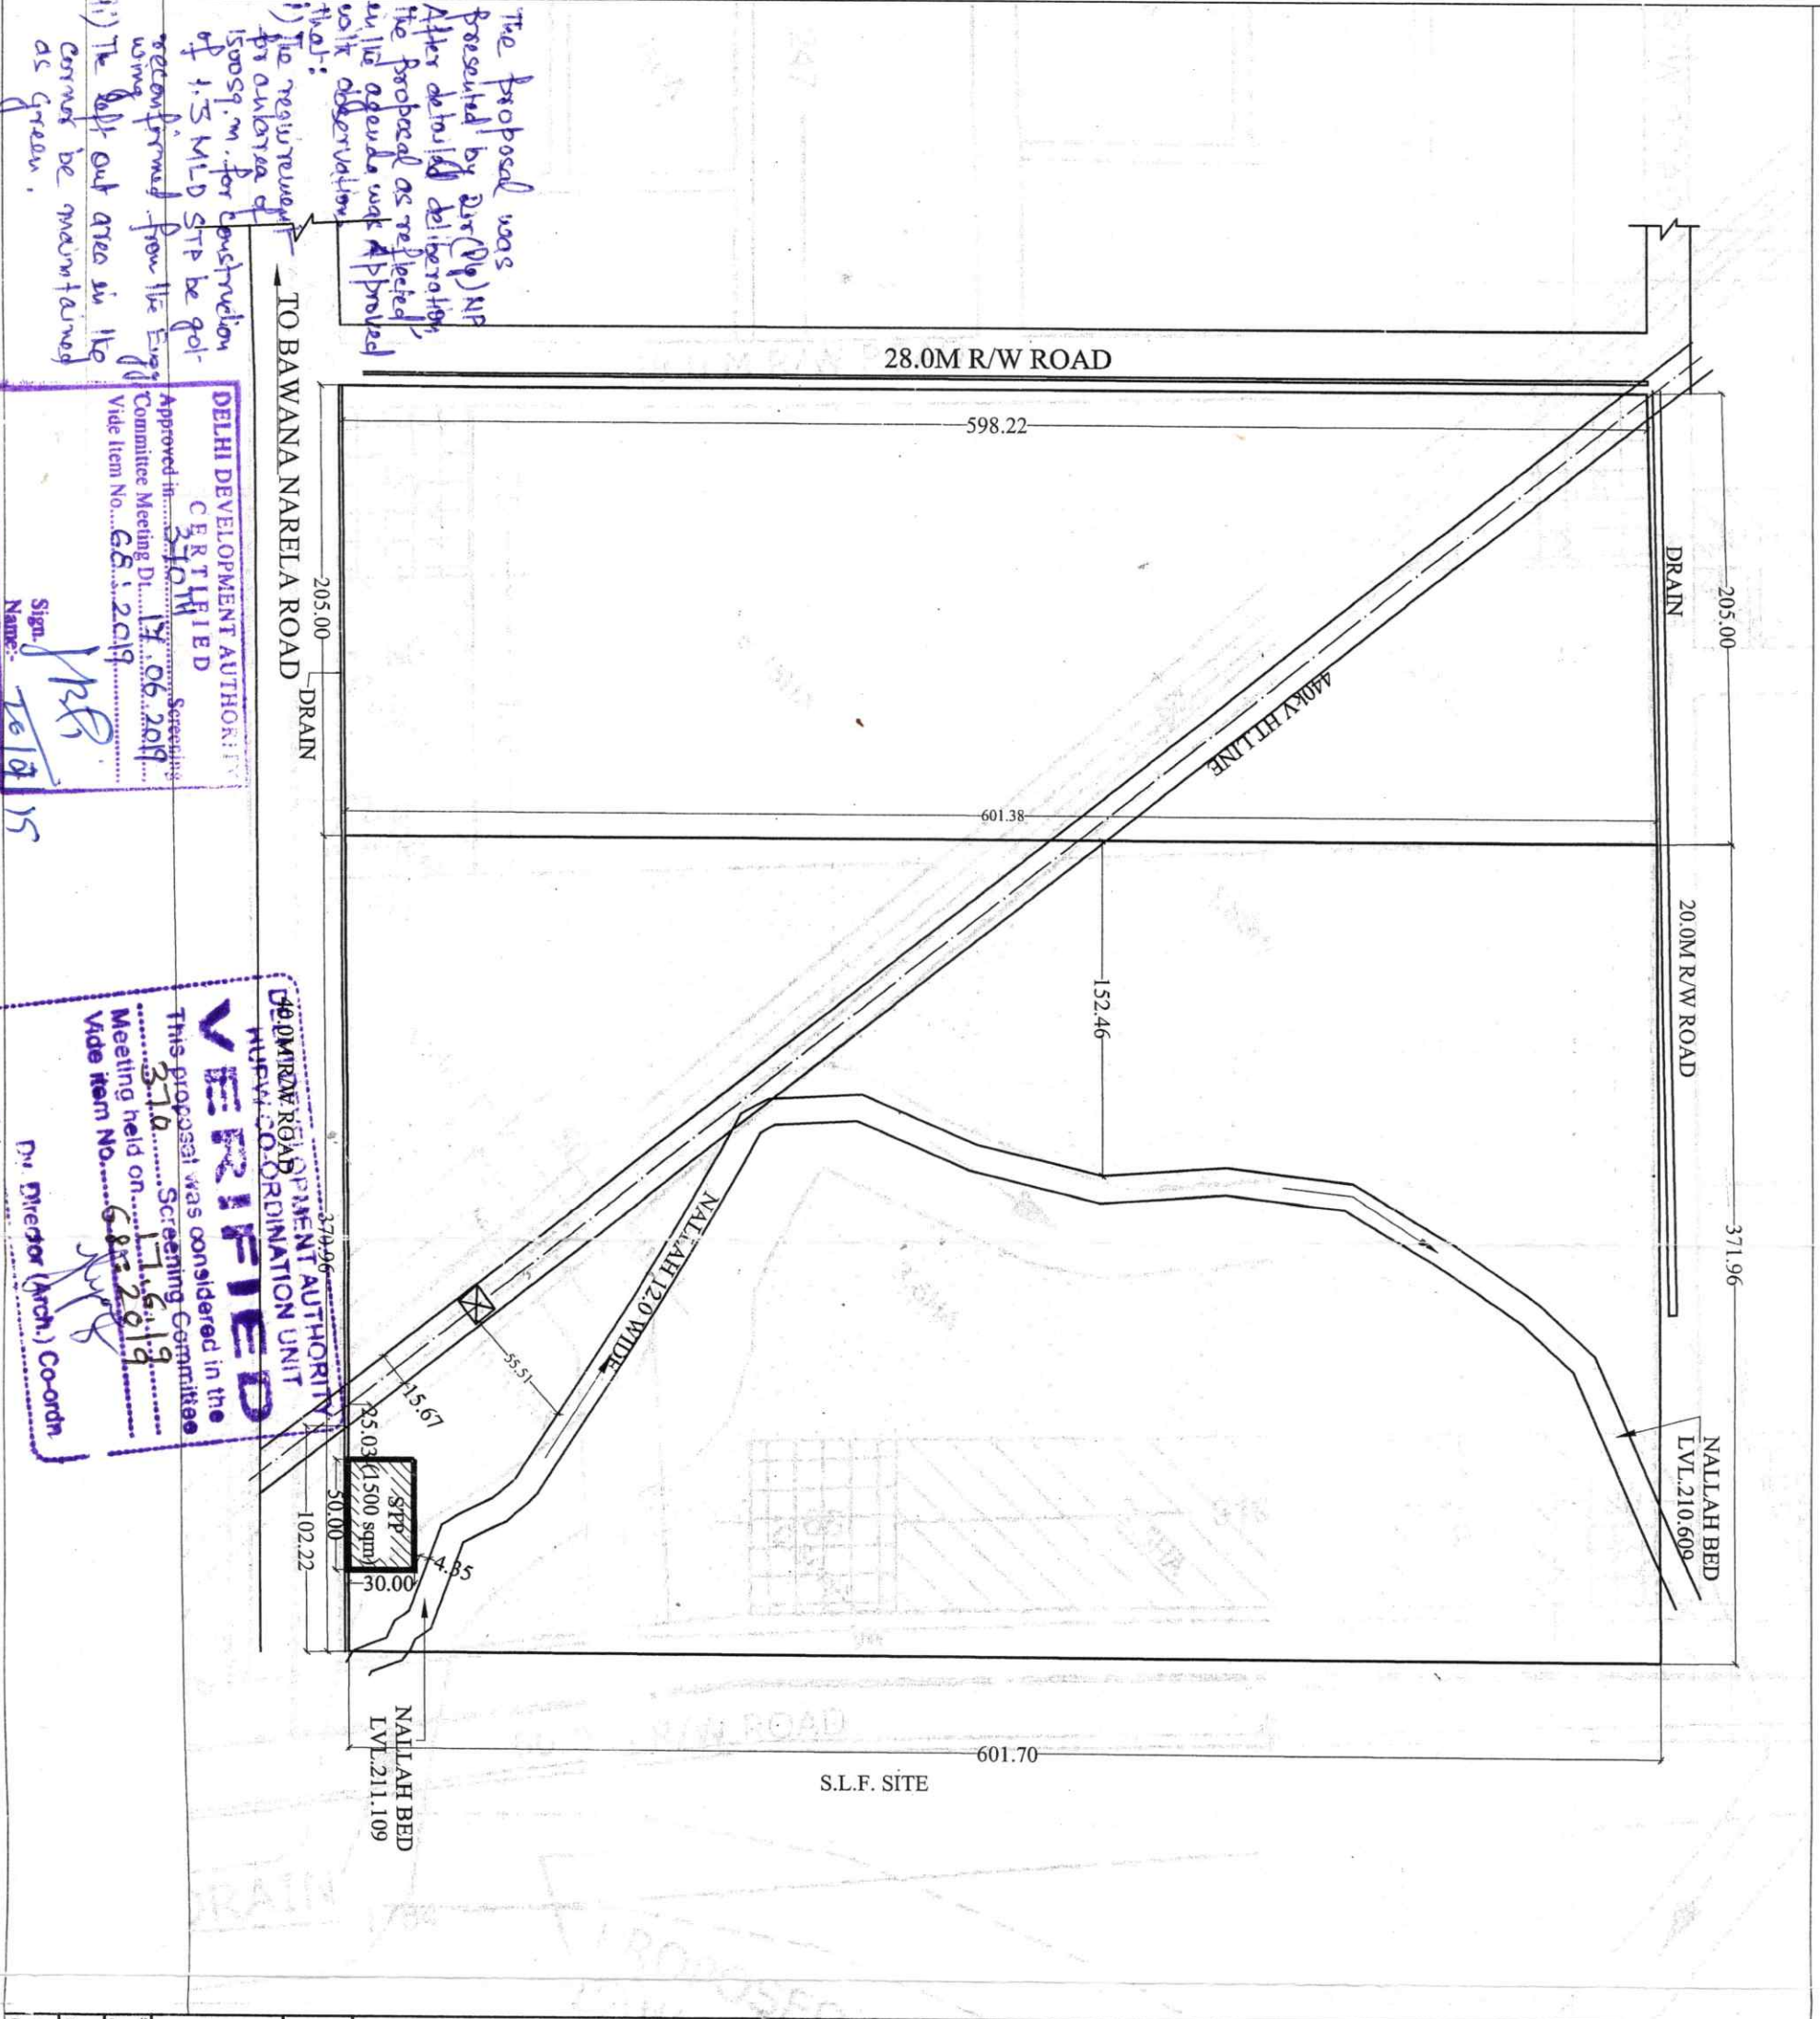 The proposal was
presented by Dir(Plg)NP
After detailed deliberation,
the proposal as reflected
in the agenda was Approved
with observation
that:
i) The requirement
for an area of
1500sq.m. for construction
of 1.5 MLD STP be got
reconfirmed from the Engg
wing
ii) The left out area in the
corner be maintained
as green.
28.0M R/W ROAD
598.22
TO BAWANA NARELA ROAD
205.00
DRAIN
DRAIN
205.00
440kV HT.LINE
601.38
20.0M R/W ROAD
152.46
371.96
370.96
40.0M R/W ROAD
NALLAH 12.0 WIDE
55.51
15.67
25.03
STP
(1500 sqm)
50.00
102.22
30.00
4.35
NALLAH BED
LVL.210.609
NALLAH BED
LVL.211.109
601.70
S.L.F. SITE
DELHI DEVELOPMENT AUTHORITY
CERTIFIED
Approved in 370TH Screening
Committee Meeting Dt. 17.06.2019
Vide Item No. 68:2019
Sign.
Name:-
DELHI DEVELOPMENT AUTHORITY
HUPW CO-ORDINATION UNIT
VERIFIED
This proposal was considered in the
370 Screening Committee
Meeting held on 17.6.19
Vide item No. 68:2019
Dy. Director (Arch.) Co-ordn